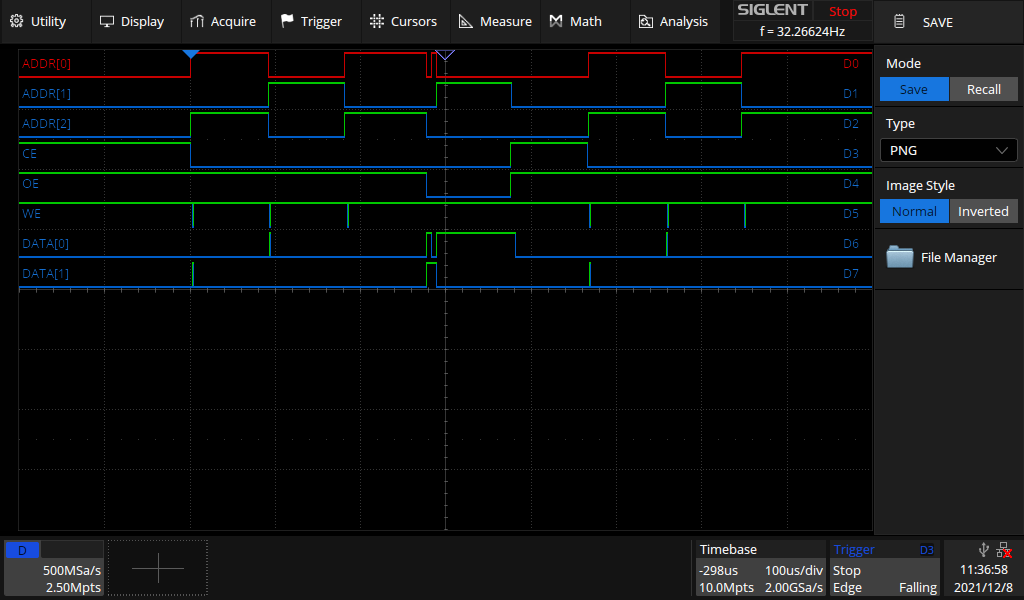 Utility Display Acquire Trigger Cursors Measure Math Analysis SIGLENT Stop SAVE
f = 32.26624Hz
Mode
Save Recall
Type
PNG
Image Style
Normal Inverted
File Manager
ADDR[0] D0
ADDR[1] D1
ADDR[2] D2
CE D3
OE D4
WE D5
DATA[0] D6
DATA[1] D7
D
500MSa/s
2.50Mpts
Timebase
-298us 100us/div
10.0Mpts 2.00GSa/s
Trigger D3
Stop
Edge Falling
11:36:58
2021/12/8